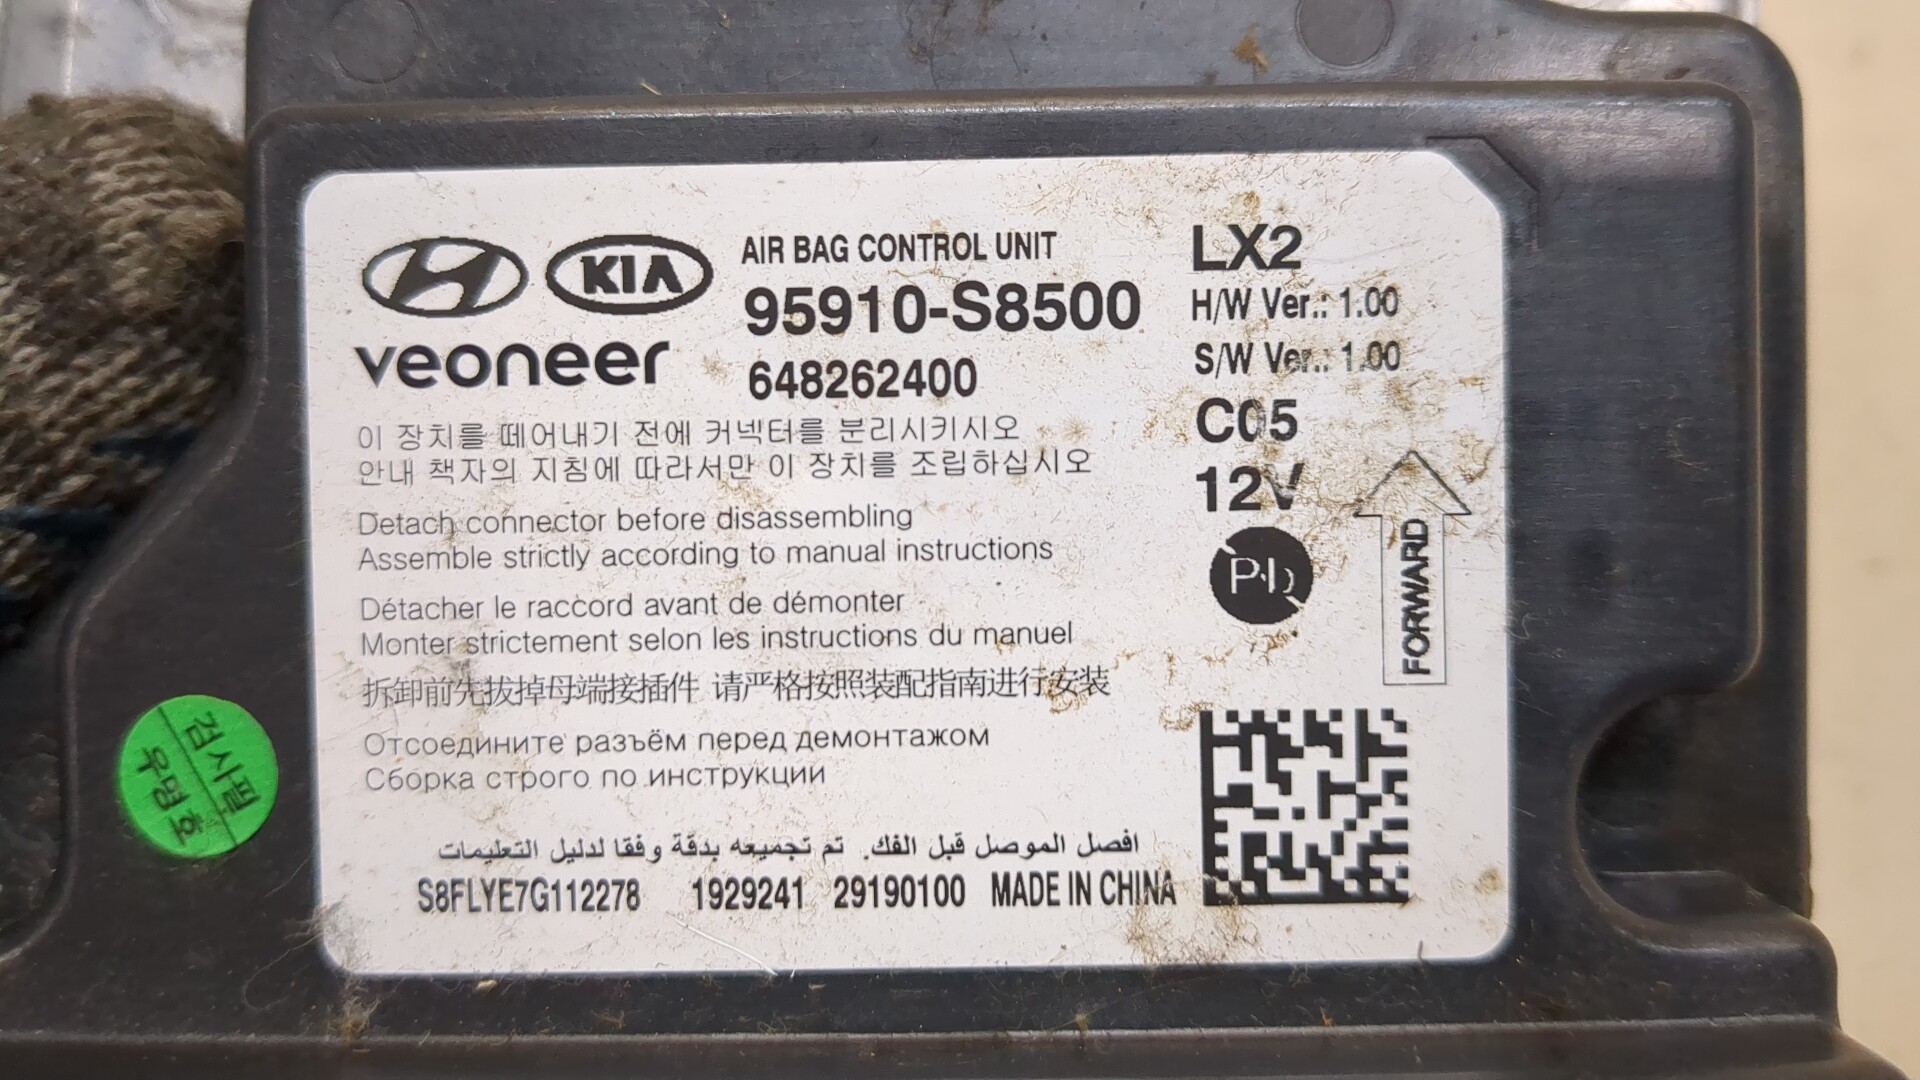 KIA
veoneer
AIR BAG CONTROL UNIT
95910-S8500
648262400
LX2
H/W Ver.: 1.00
S/W Ver.: 1.00
C05
12V
Pb
FORWARD
이 장치를 떼어내기 전에 커넥터를 분리시키시오
안내 책자의 지침에 따라서만 이 장치를 조립하십시오
Detach connector before disassembling
Assemble strictly according to manual instructions
Détacher le raccord avant de démonter
Monter strictement selon les instructions du manuel
拆卸前先拔掉母端接插件 请严格按照装配指南进行安装
Отсоедините разъём перед демонтажом
Сборка строго по инструкции
افصل الموصل قبل الفك. تم تجميعه بدقة وفقا لدليل التعليمات
S8FLYE7G112278 1929241 29190100 MADE IN CHINA
검사필
우명호